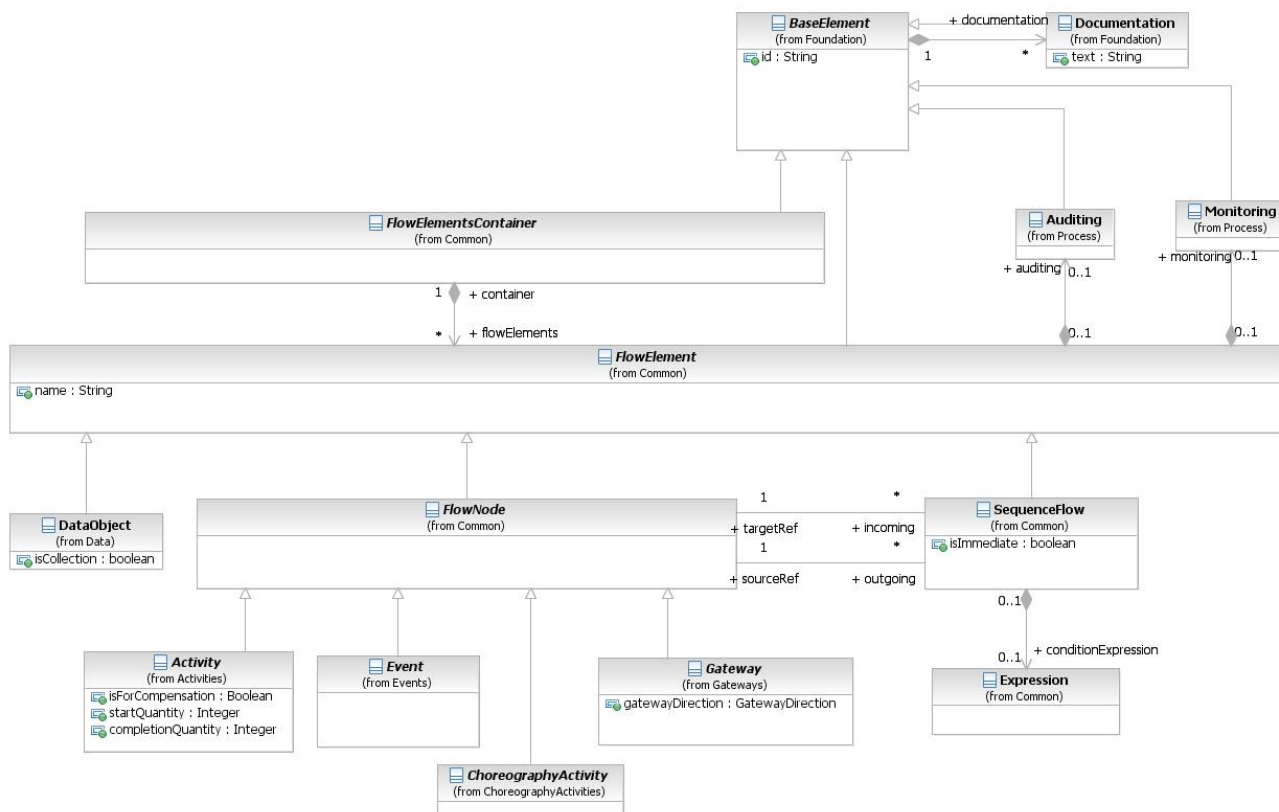 BaseElement
(from Foundation)
id : String
+ documentation
1
*
Documentation
(from Foundation)
text : String
FlowElementsContainer
(from Common)
Auditing
(from Process)
Monitoring
(from Process)
+ auditing
0..1
+ monitoring
0..1
1
+ container
*
+ flowElements
0..1
0..1
FlowElement
(from Common)
name : String
DataObject
(from Data)
isCollection : boolean
FlowNode
(from Common)
1
*
+ targetRef
+ incoming
1
*
+ sourceRef
+ outgoing
SequenceFlow
(from Common)
isImmediate : boolean
0..1
0..1
+ conditionExpression
Activity
(from Activities)
isForCompensation : Boolean
startQuantity : Integer
completionQuantity : Integer
Event
(from Events)
Gateway
(from Gateways)
gatewayDirection : GatewayDirection
Expression
(from Common)
ChoreographyActivity
(from ChoreographyActivities)